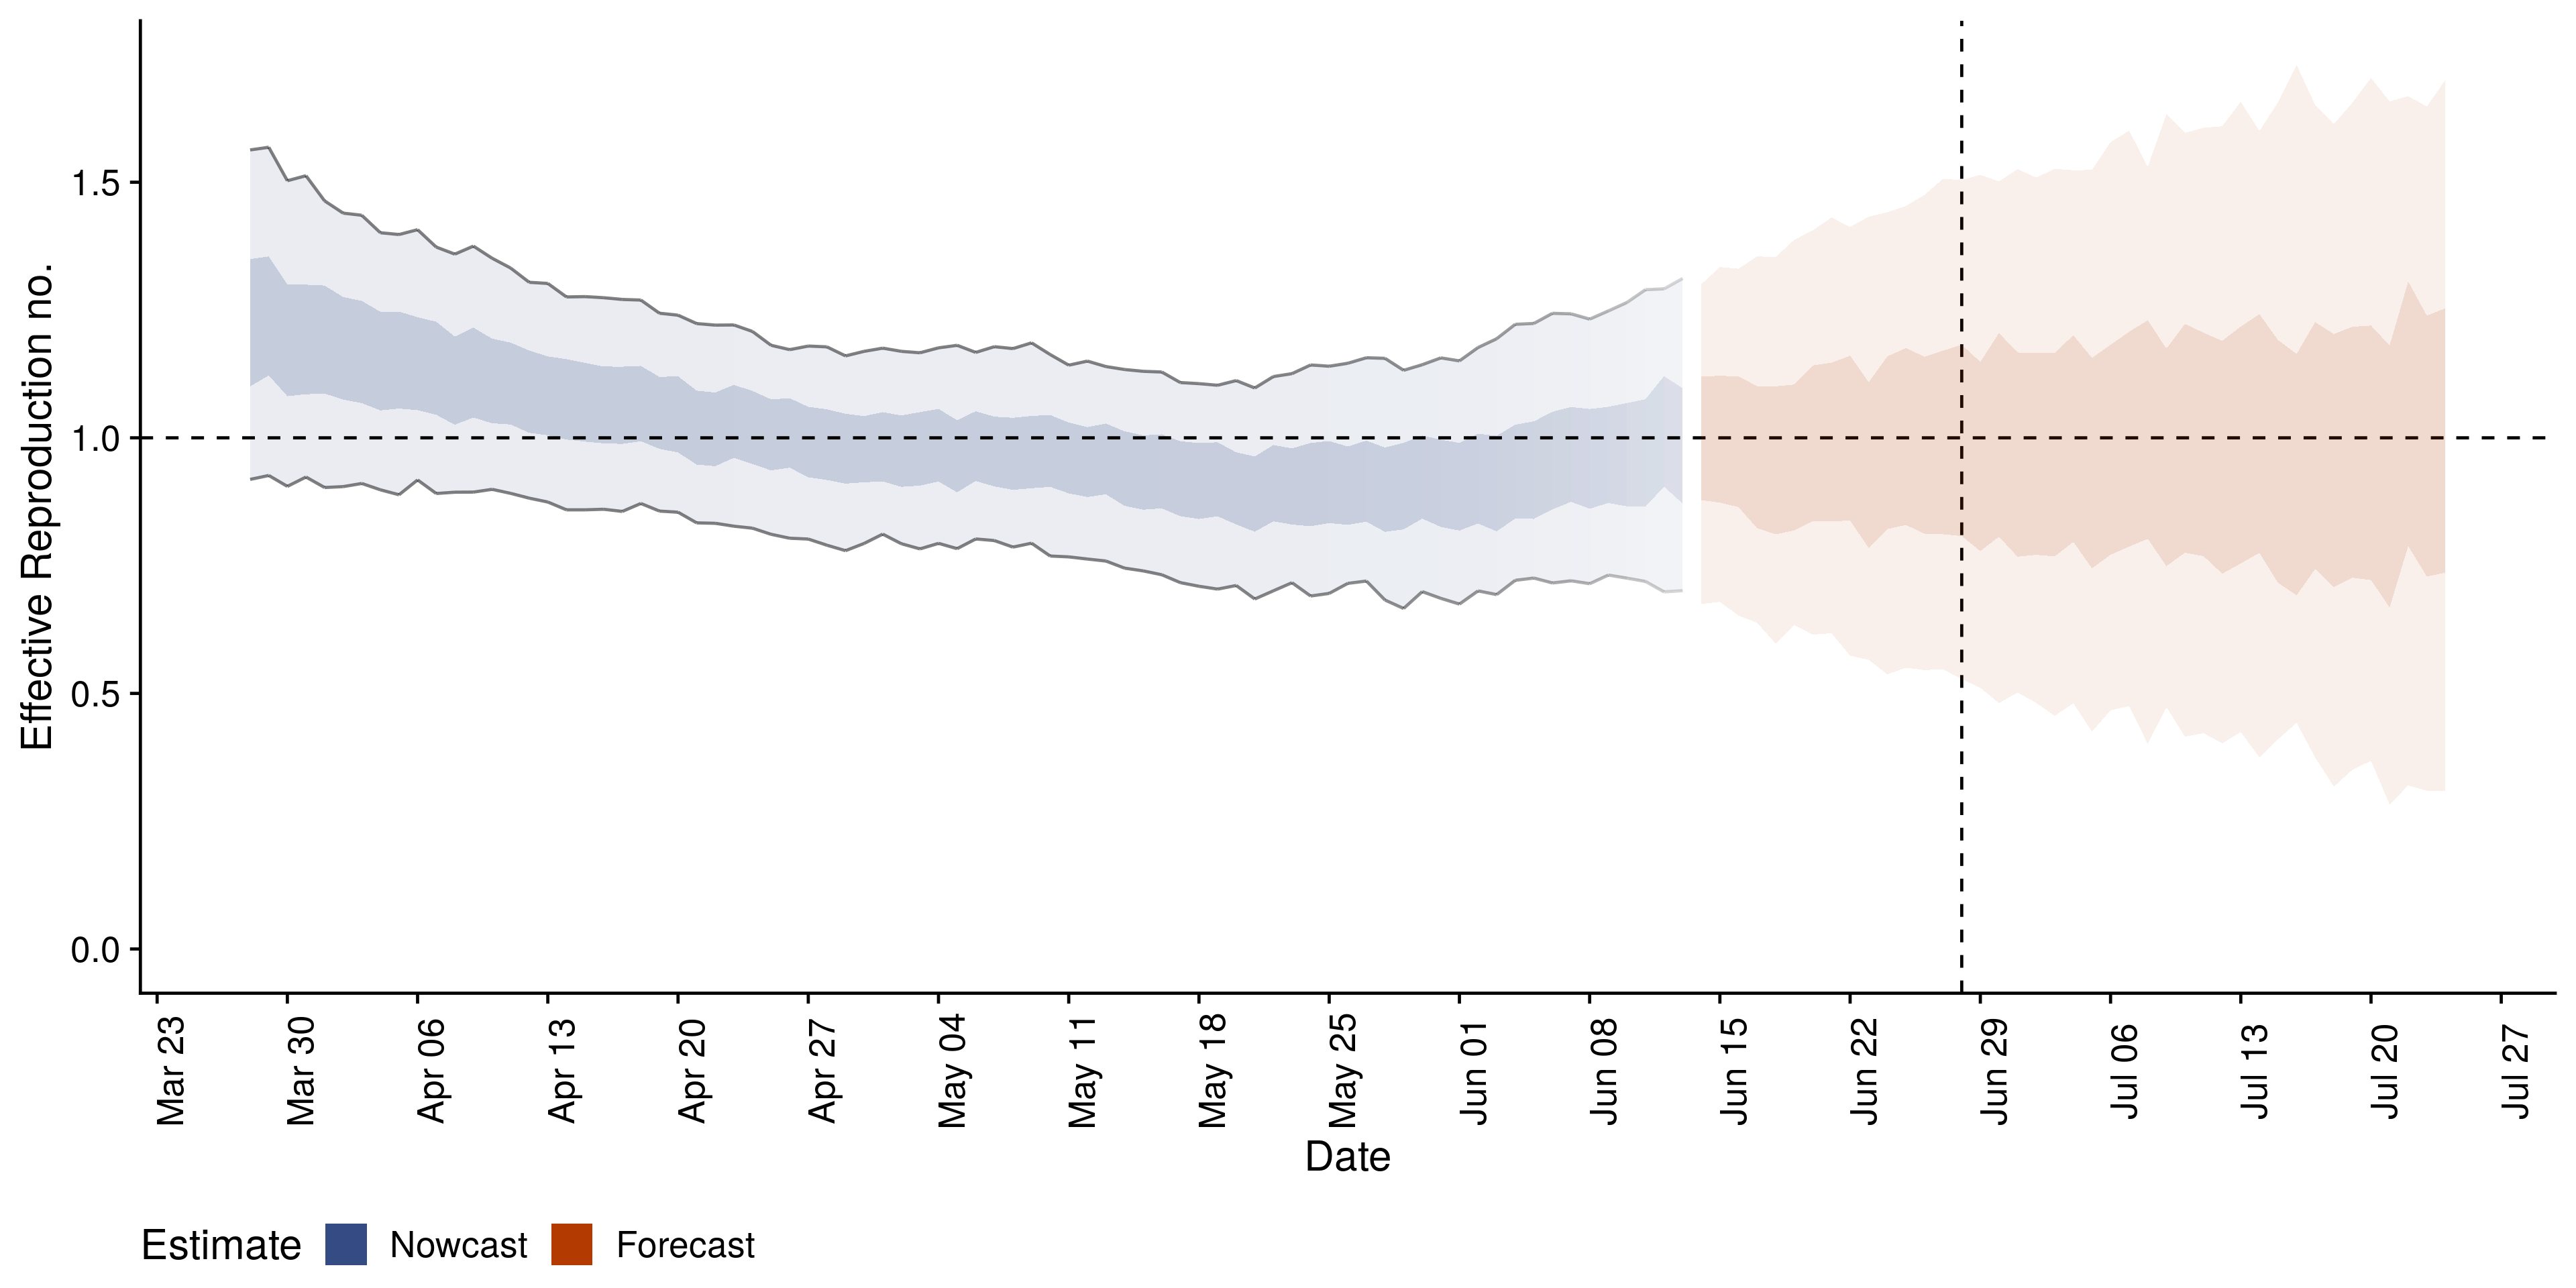 Effective Reproduction no.
1.5
1.0
0.5
0.0
Mar 23
Mar 30
Apr 06
Apr 13
Apr 20
Apr 27
May 04
May 11
May 18
May 25
Jun 01
Jun 08
Jun 15
Jun 22
Jun 29
Jul 06
Jul 13
Jul 20
Jul 27
Date
Estimate Nowcast Forecast